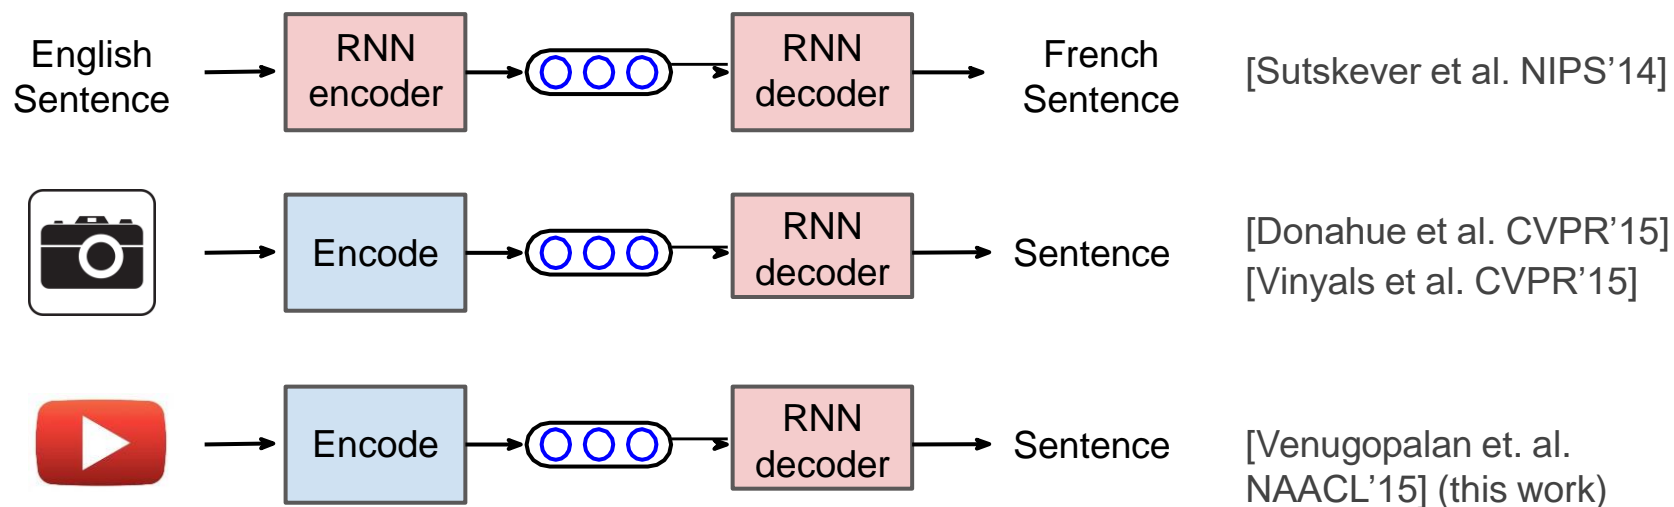 English
Sentence
RNN
encoder
RNN
decoder
French
Sentence
[Sutskever et al. NIPS’14]
Encode
RNN
decoder
Sentence
[Donahue et al. CVPR’15]
[Vinyals et al. CVPR’15]
Encode
RNN
decoder
Sentence
[Venugopalan et. al.
NAACL’15] (this work)